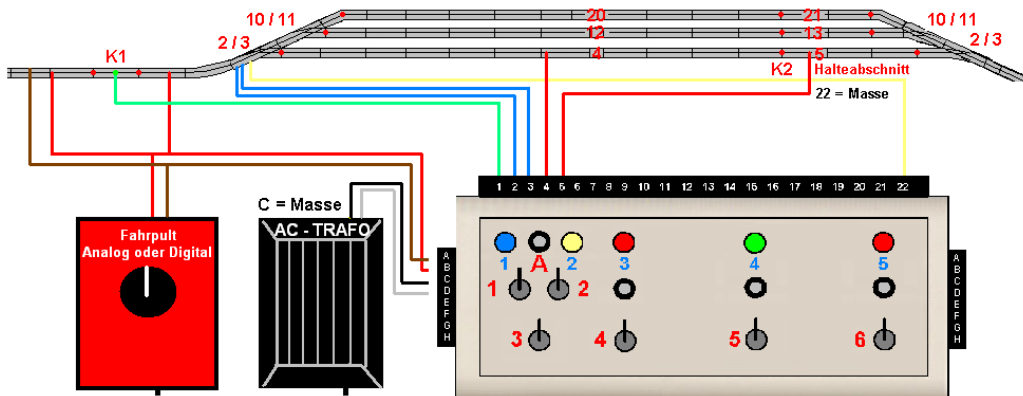 10 / 11
20
21
10 / 11
2 / 3
12
13
2 / 3
K1
4
5
K2
Halteabschnitt
22 = Masse
C = Masse
AC - TRAFO
Fahrpult
Analog oder Digital
1 2 3 4 5 6 7 8 9 10 11 12 13 14 15 16 17 18 19 20 21 22
A
B
C
D
E
F
G
H
1 A 2 3 4 5
1 2
3 4 5 6
A
B
C
D
E
F
G
H